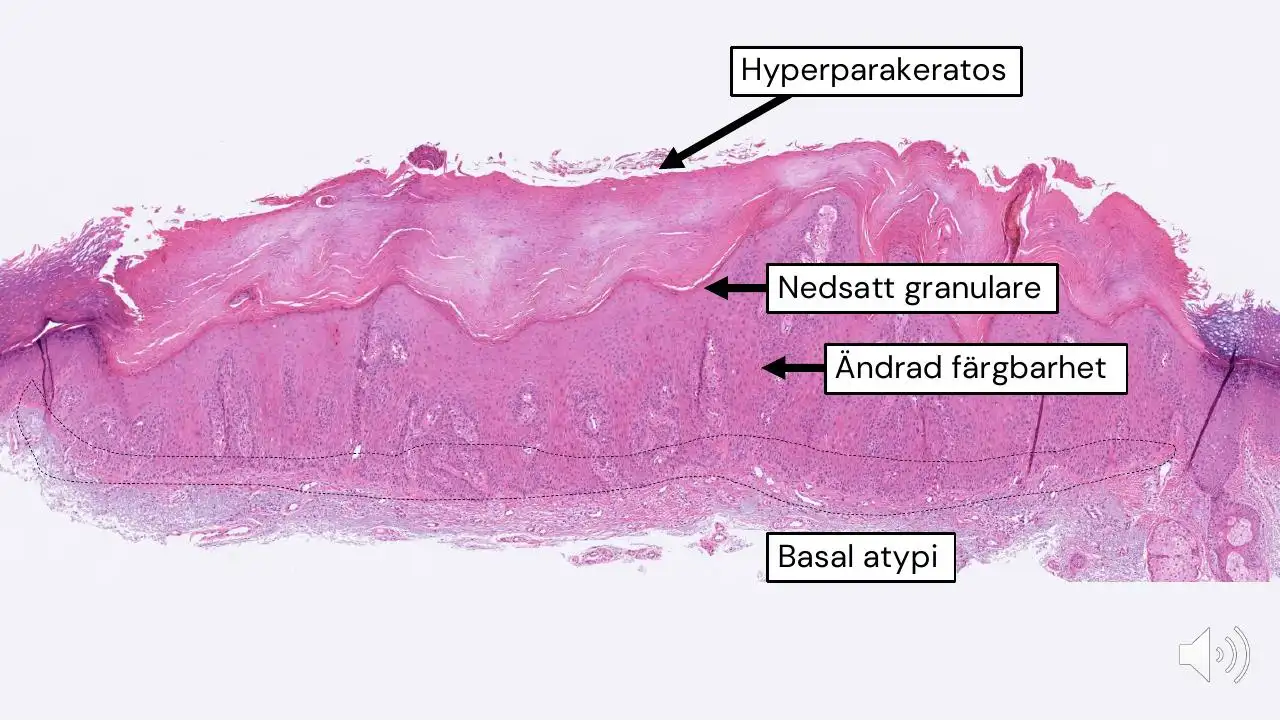 Hyperparakeratos
Nedsatt granulare
Ändrad färgbarhet
Basal atypi